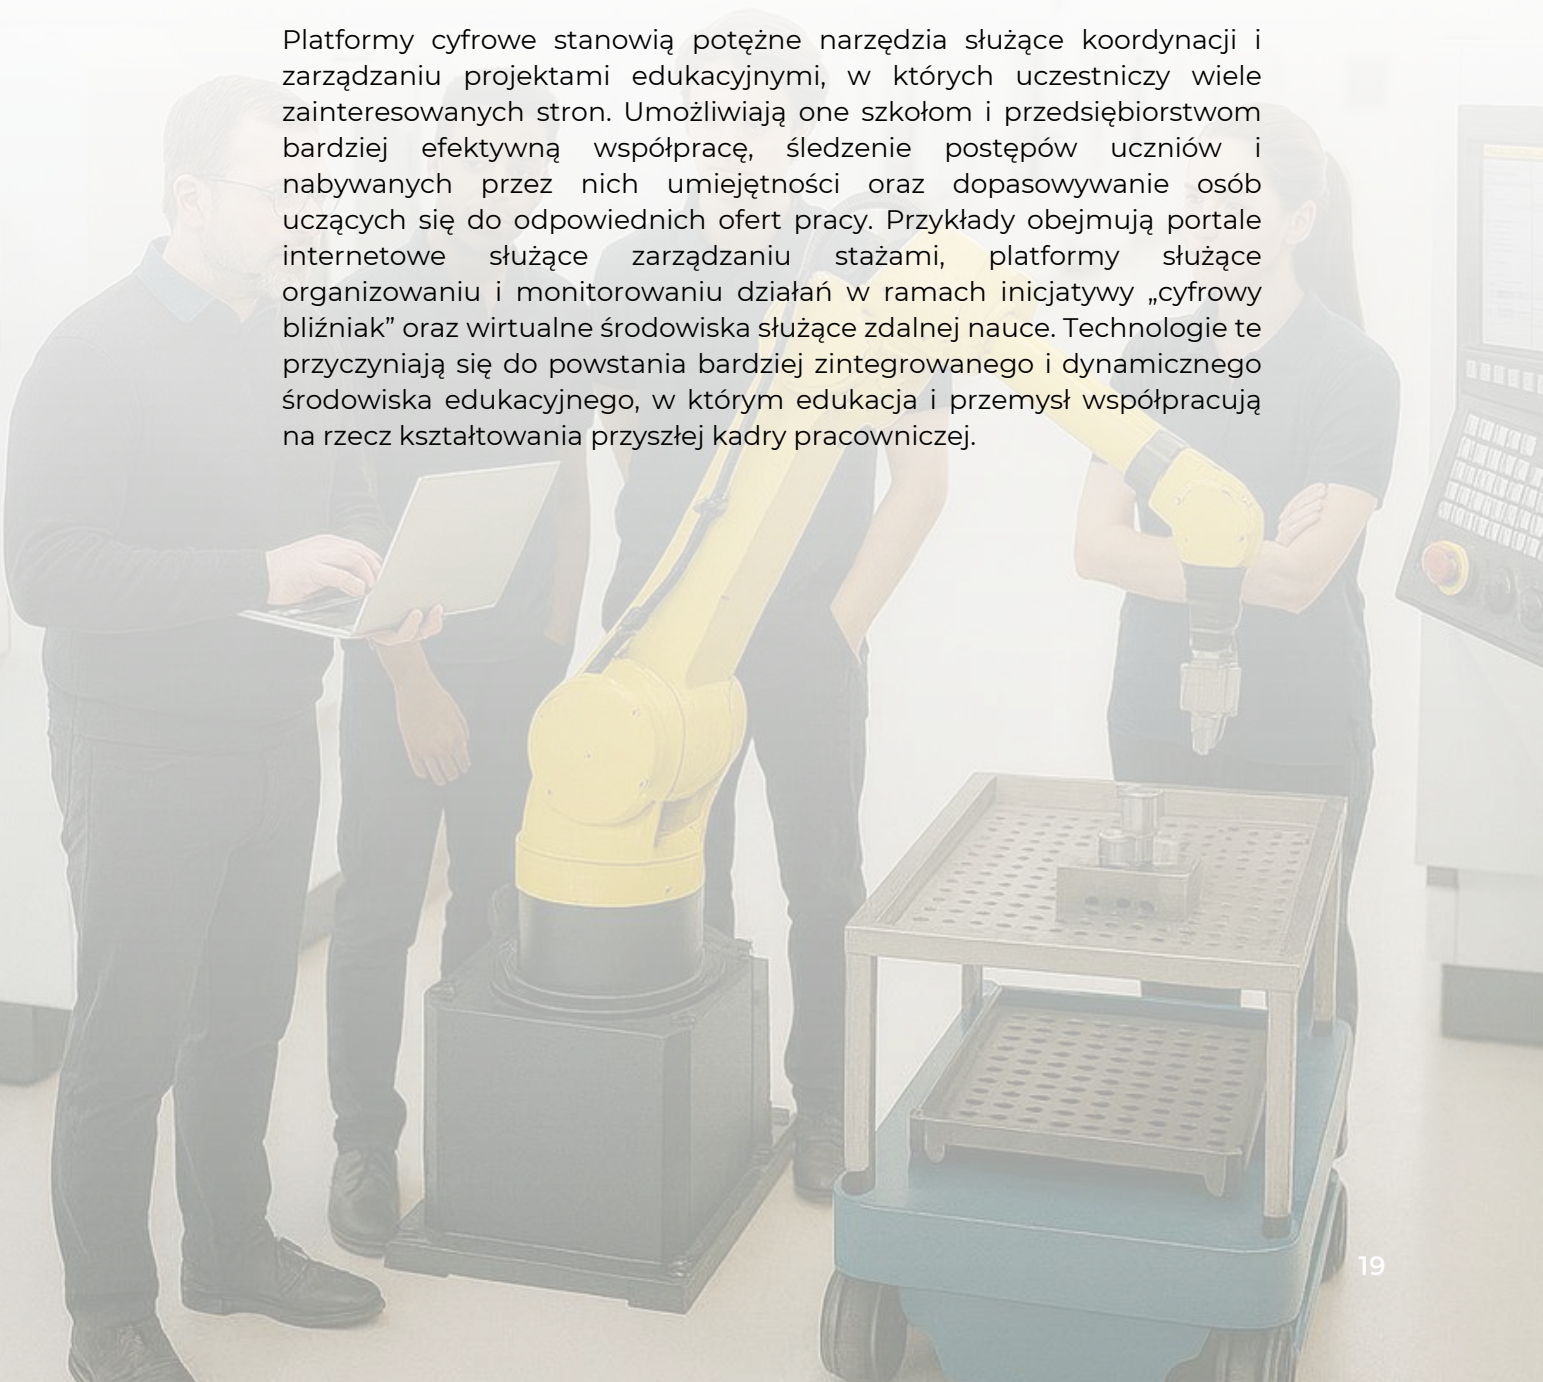 Platformy cyfrowe stanowią potężne narzędzia służące koordynacji i
zarządzaniu projektami edukacyjnymi, w których uczestniczy wiele
zainteresowanych stron. Umożliwiają one szkołom i przedsiębiorstwom
bardziej efektywną współpracę, śledzenie postępów uczniów i
nabywanych przez nich umiejętności oraz dopasowywanie osób
uczących się do odpowiednich ofert pracy. Przykłady obejmują portale
internetowe służące zarządzaniu stażami, platformy służące
organizowaniu i monitorowaniu działań w ramach inicjatywy „cyfrowy
bliźniak” oraz wirtualne środowiska służące zdalnej nauce. Technologie te
przyczyniają się do powstania bardziej zintegrowanego i dynamicznego
środowiska edukacyjnego, w którym edukacja i przemysł współpracują
na rzecz kształtowania przyszłej kadry pracowniczej.
19